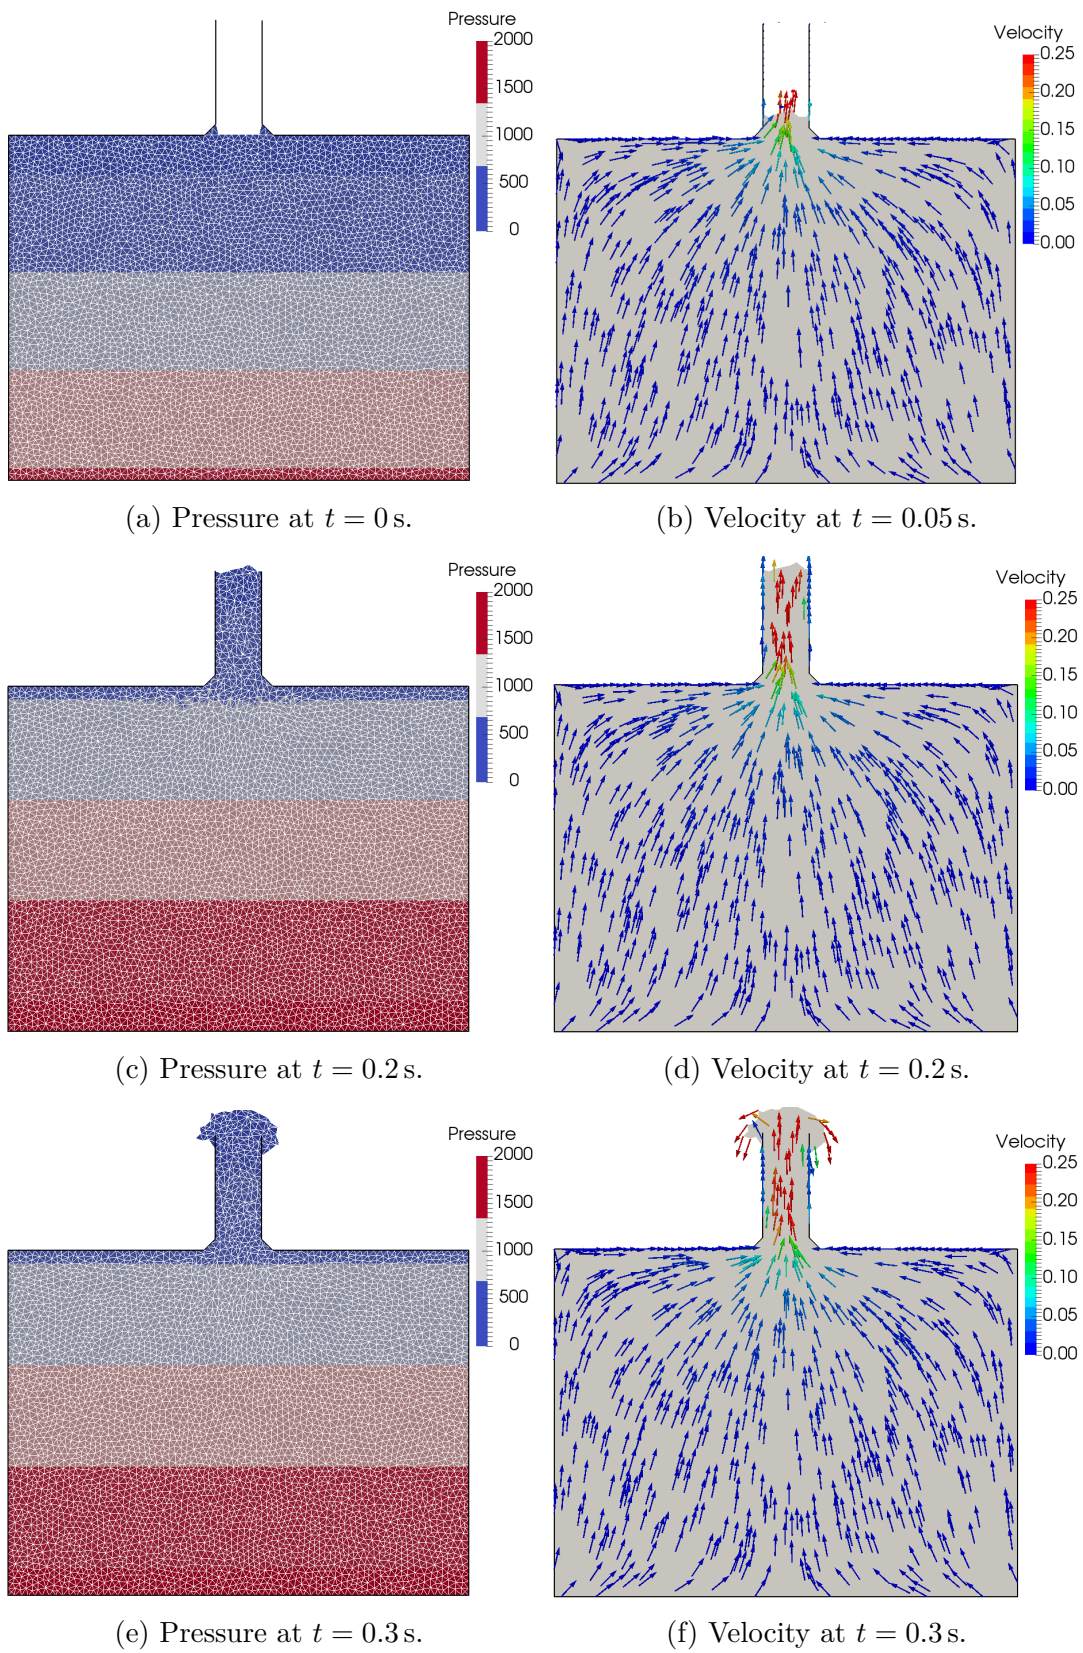 Pressure
2000
1500
1000
500
0
Velocity
0.25
0.20
0.15
0.10
0.05
0.00
(a) Pressure at t = 0 s.
(b) Velocity at t = 0.05 s.
Pressure
2000
1500
1000
500
0
Velocity
0.25
0.20
0.15
0.10
0.05
0.00
(c) Pressure at t = 0.2 s.
(d) Velocity at t = 0.2 s.
Pressure
2000
1500
1000
500
0
Velocity
0.25
0.20
0.15
0.10
0.05
0.00
(e) Pressure at t = 0.3 s.
(f) Velocity at t = 0.3 s.